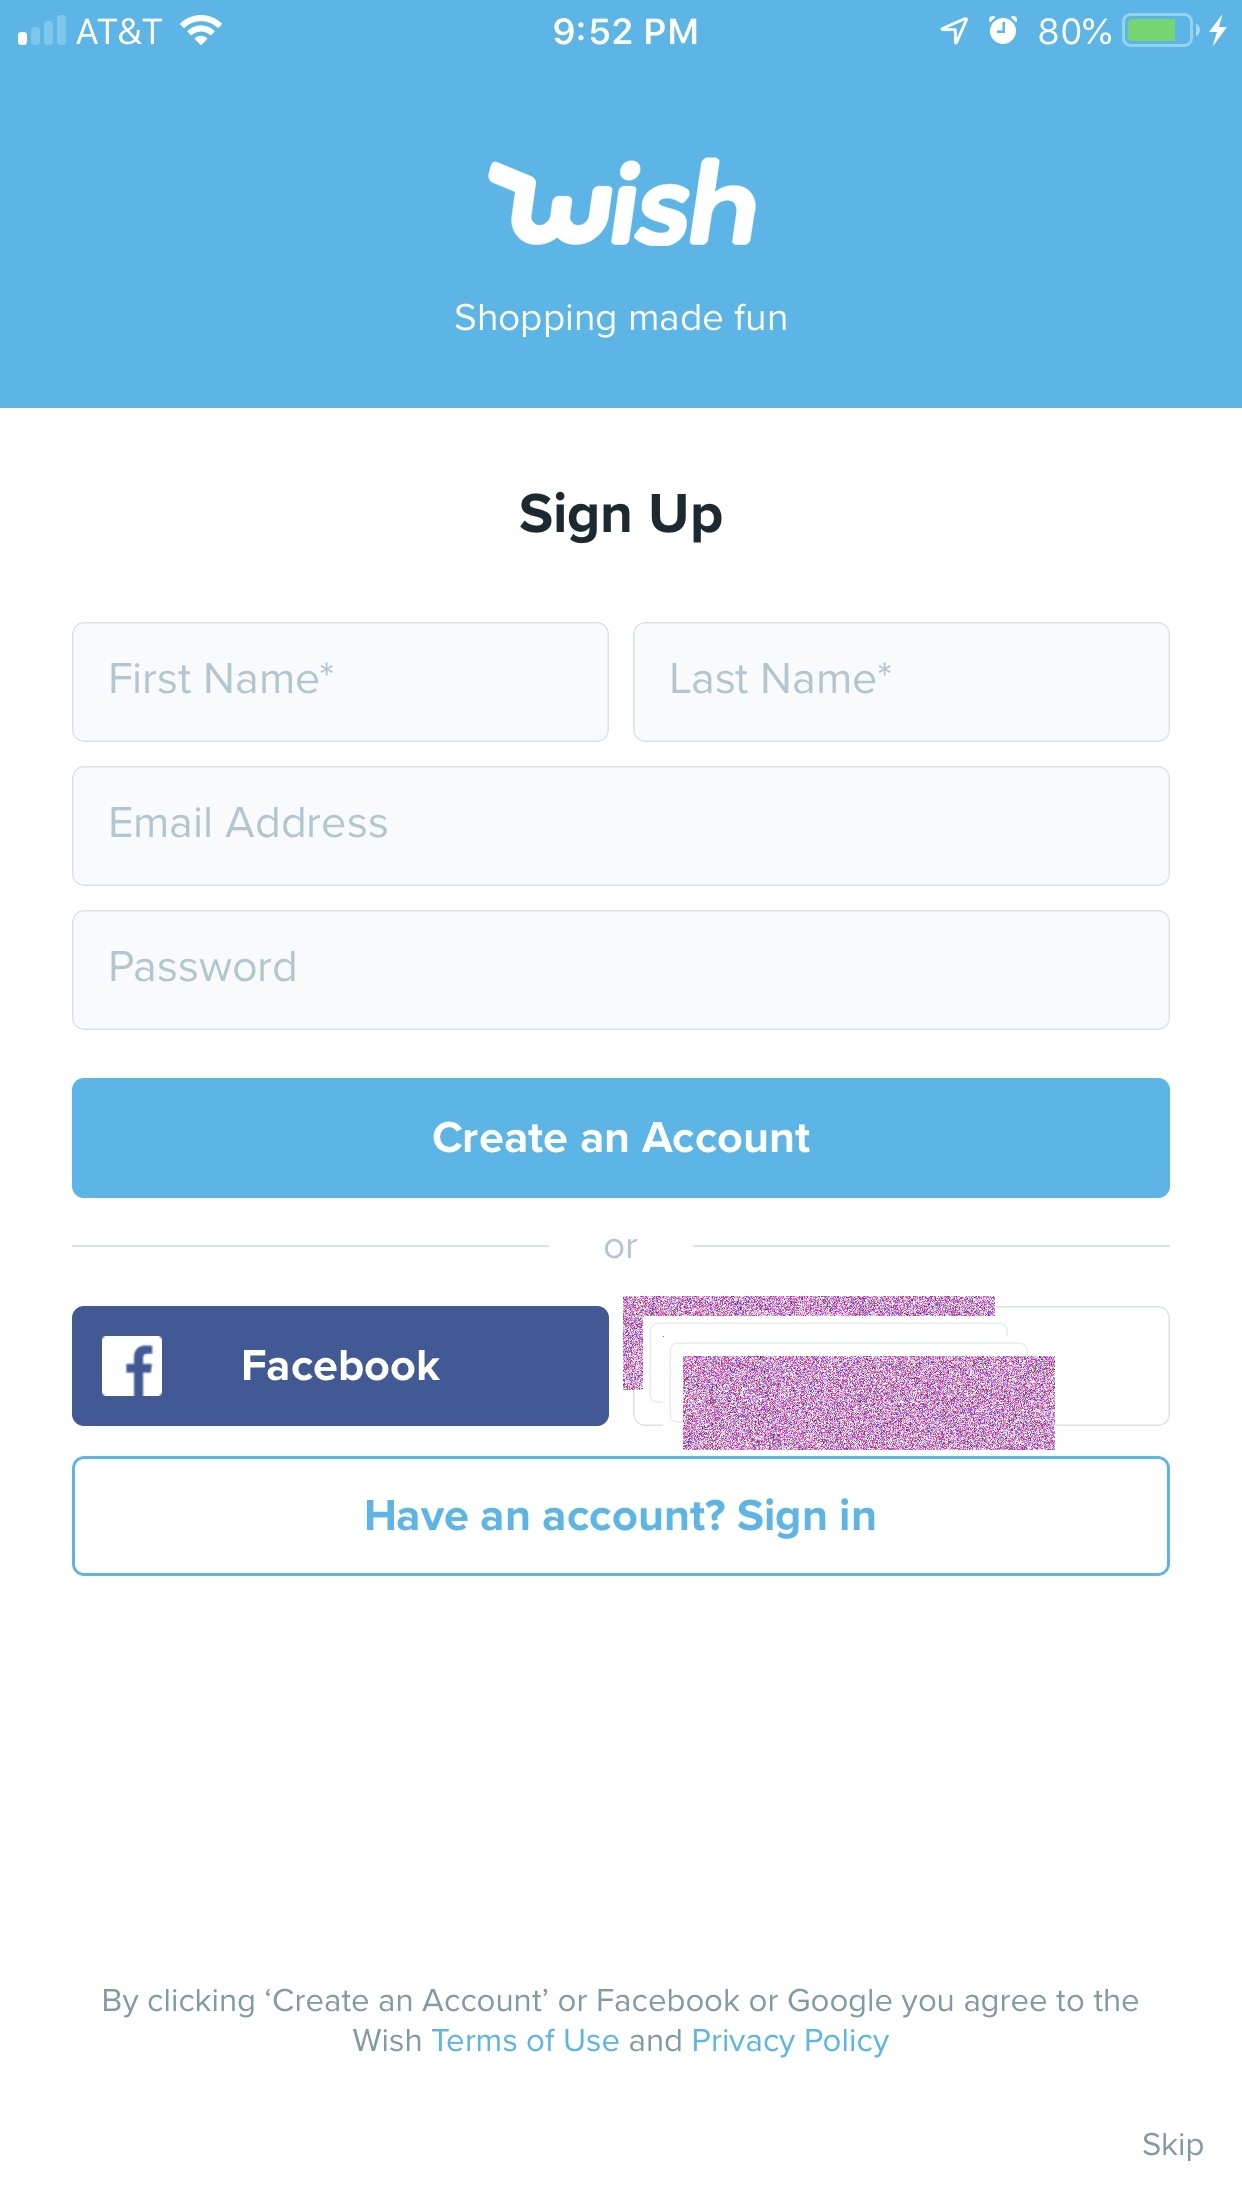 AT&T 9:52 PM 80%
wish
Shopping made fun
Sign Up
First Name* Last Name*
Email Address
Password
Create an Account
or
Facebook
Have an account? Sign in
By clicking ‘Create an Account’ or Facebook or Google you agree to the
Wish Terms of Use and Privacy Policy
Skip